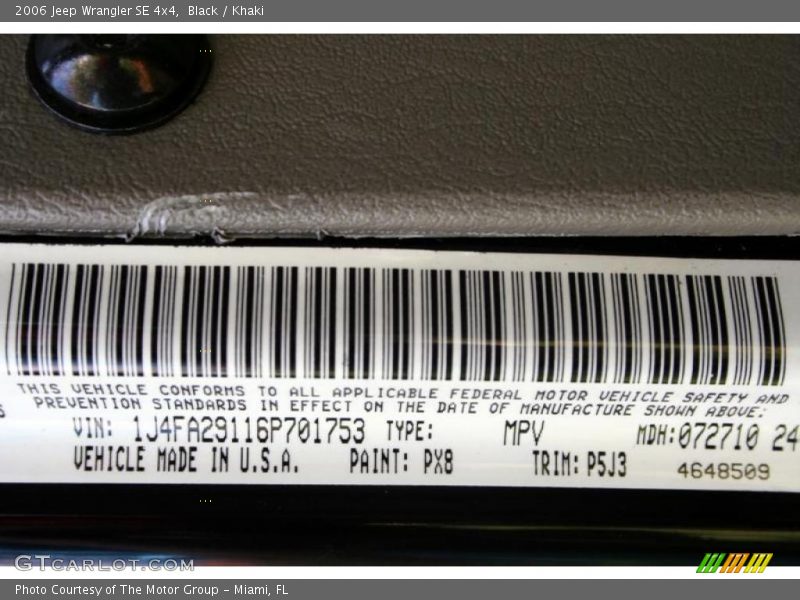 2006 Jeep Wrangler SE 4x4, Black / Khaki
THIS VEHICLE CONFORMS TO ALL APPLICABLE FEDERAL MOTOR VEHICLE SAFETY AND
PREVENTION STANDARDS IN EFFECT ON THE DATE OF MANUFACTURE SHOWN ABOVE.
VIN: 1J4FA29116P701753 TYPE: MPV MDH:072710 24
VEHICLE MADE IN U.S.A. PAINT: PX8 TRIM: P5J3 4648509
GTCARLOT.COM
Photo Courtesy of The Motor Group - Miami, FL